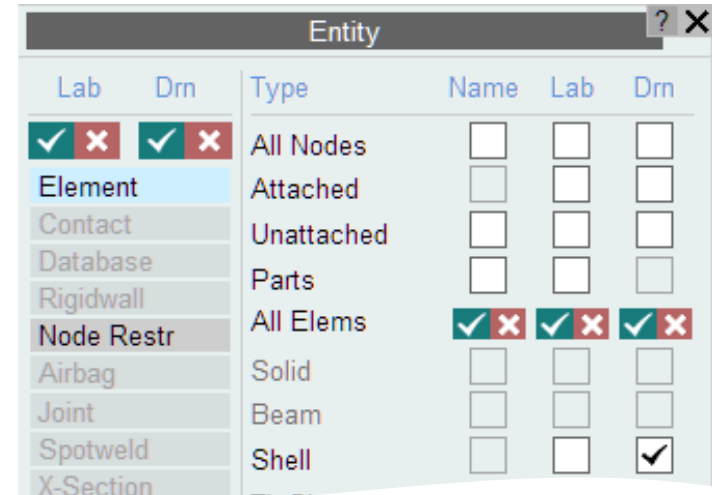 Entity
?
Lab Drn
Element
Contact
Database
Rigidwall
Node Restr
Airbag
Joint
Spotweld
X-Section
Type Name Lab Drn
All Nodes
Attached
Unattached
Parts
All Elems
Solid
Beam
Shell